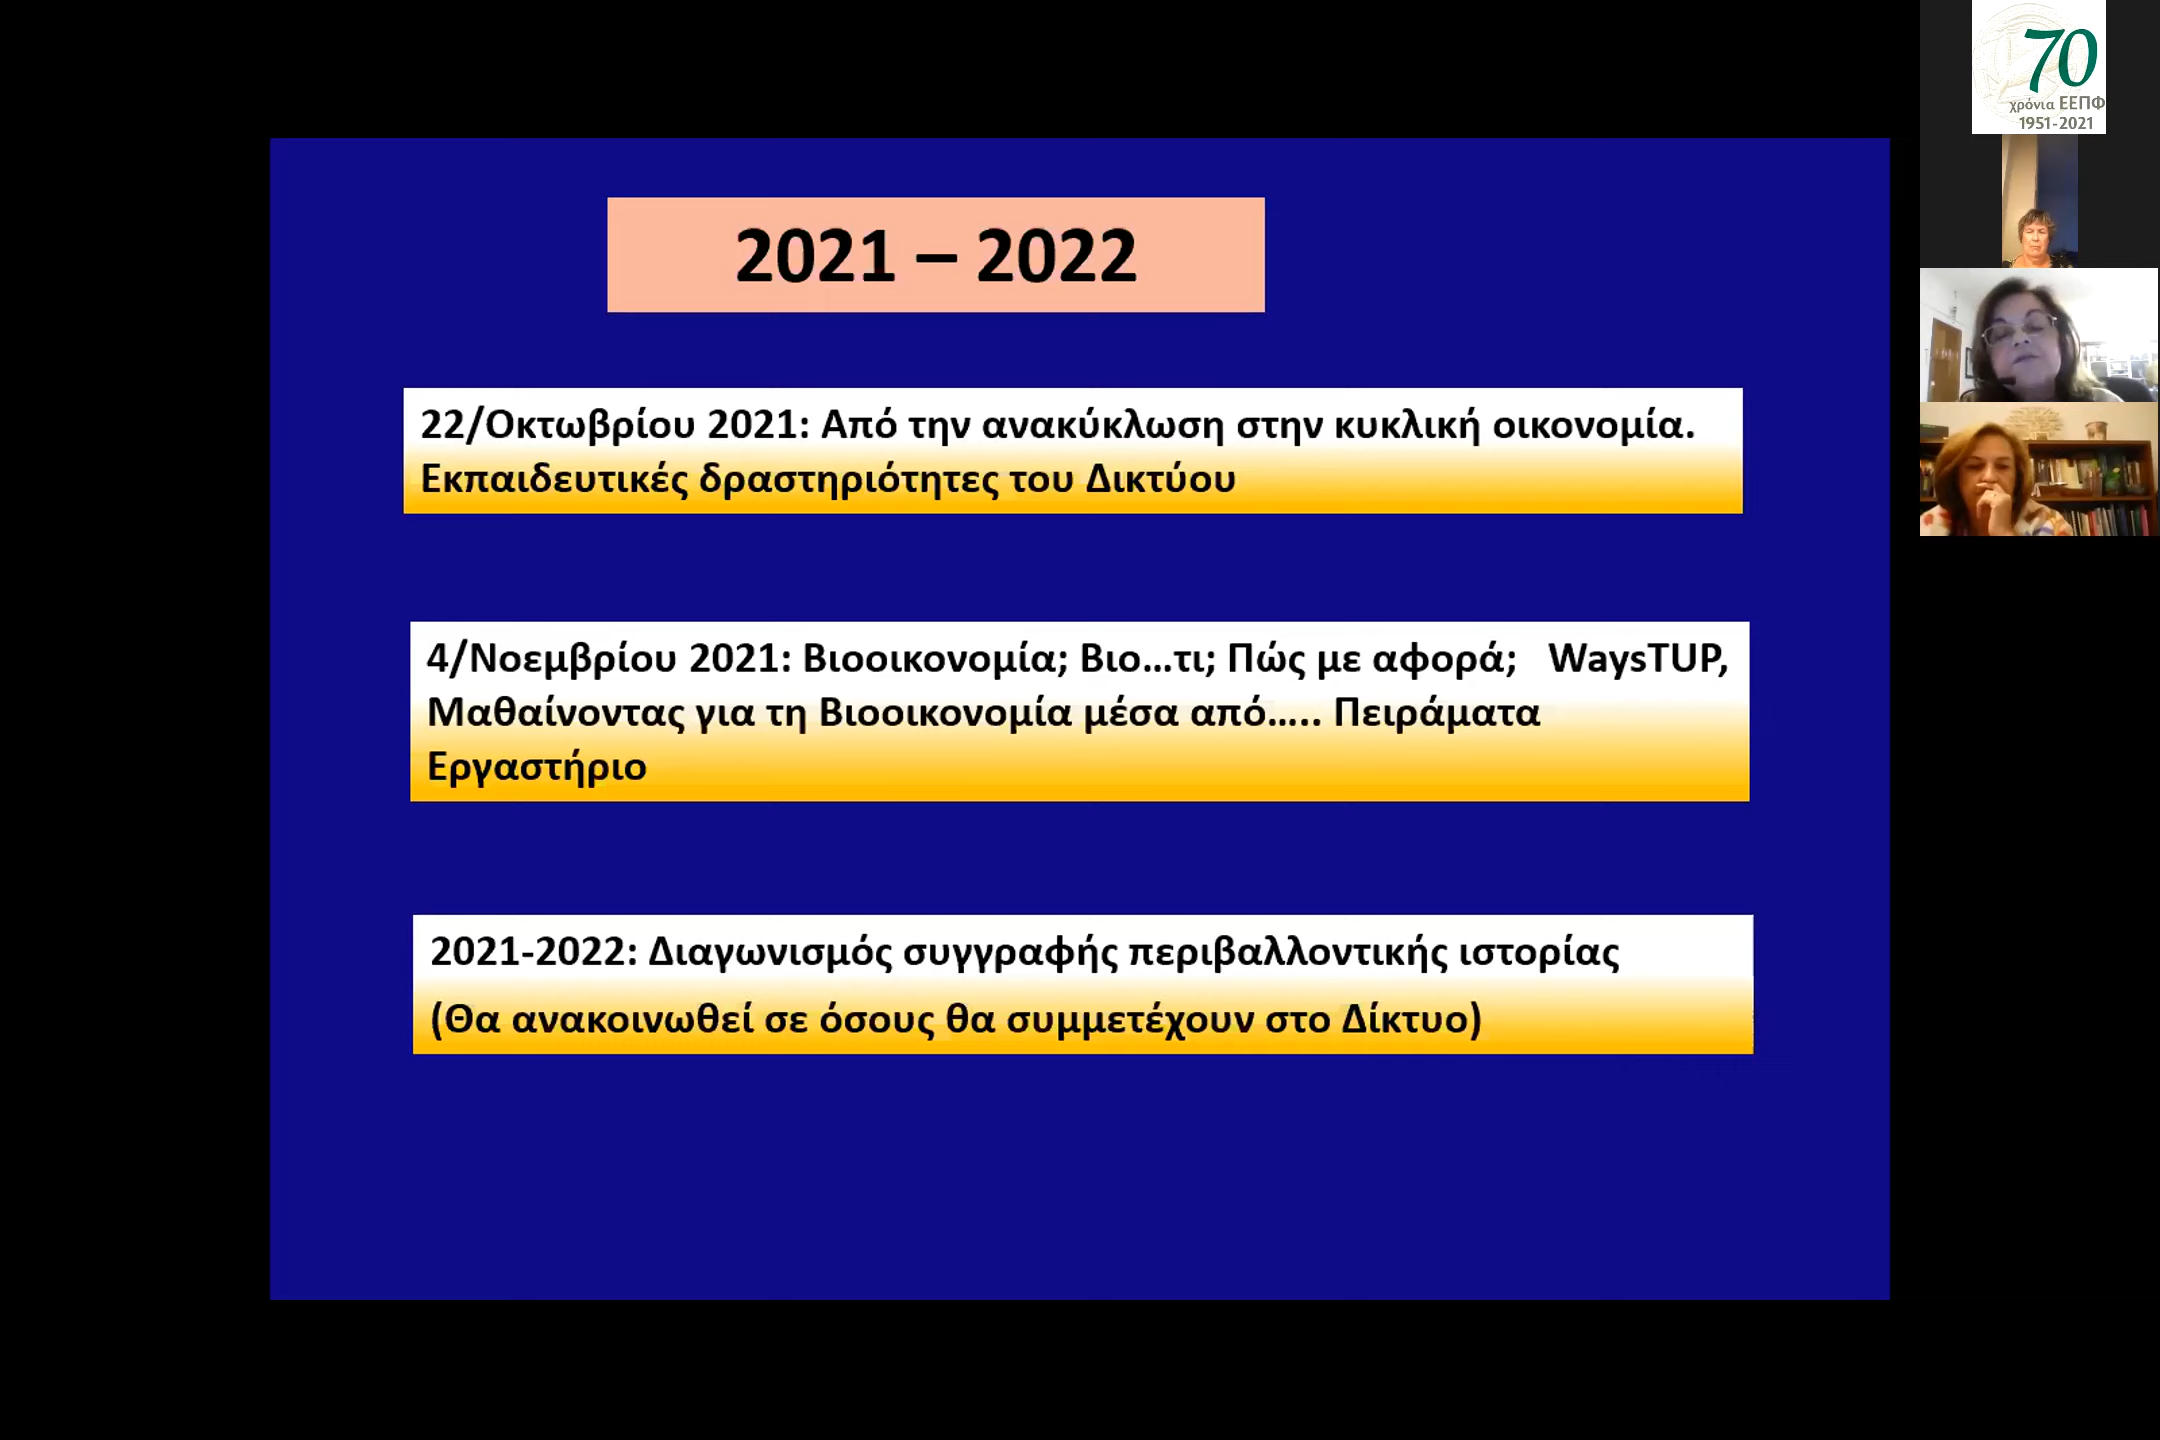 2021 – 2022
22/Οκτωβρίου 2021: Από την ανακύκλωση στην κυκλική οικονομία.
Εκπαιδευτικές δραστηριότητες του Δικτύου
4/Νοεμβρίου 2021: Βιοοικονομία; Βιο...τι; Πώς με αφορά; WaysTUP,
Μαθαίνοντας για τη Βιοοικονομία μέσα από..... Πειράματα
Εργαστήριο
2021-2022: Διαγωνισμός συγγραφής περιβαλλοντικής ιστορίας
(Θα ανακοινωθεί σε όσους θα συμμετέχουν στο Δίκτυο)
70
χρόνια ΕΕΠΦ
1951-2021